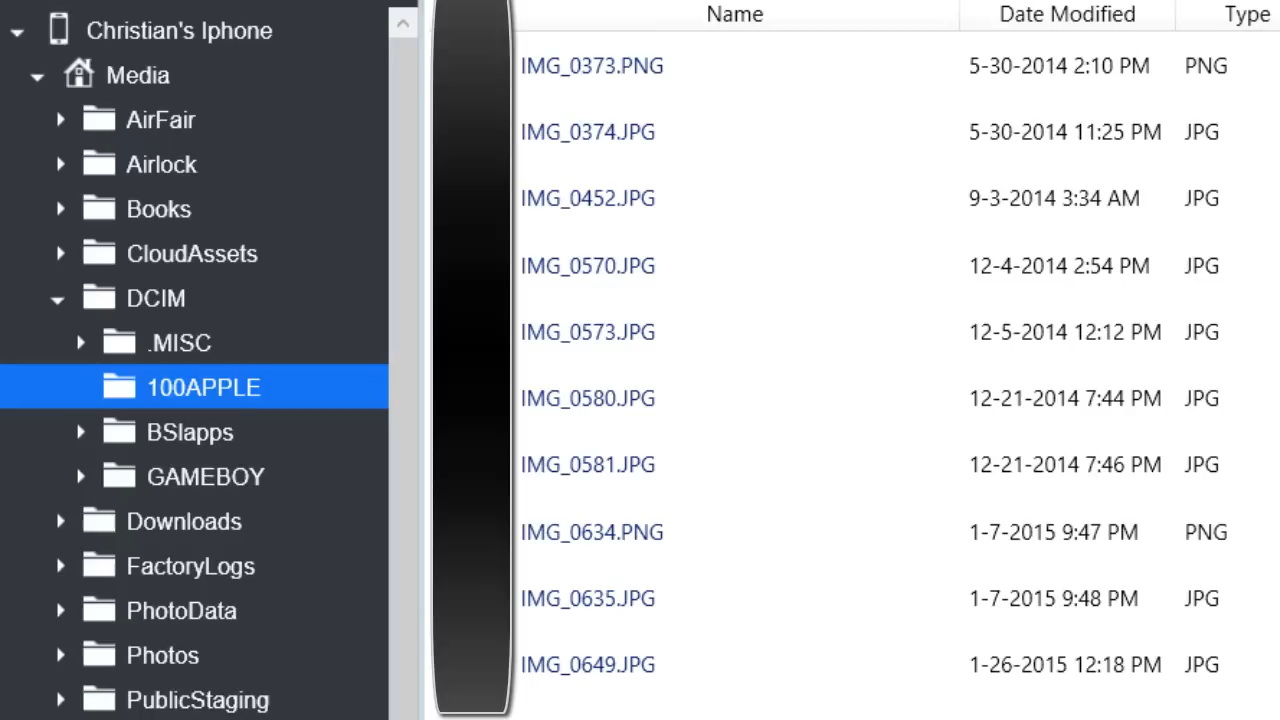 Christian's Iphone
Media
AirFair
Airlock
Books
CloudAssets
DCIM
.MISC
100APPLE
BSlapps
GAMEBOY
Downloads
FactoryLogs
PhotoData
Photos
PublicStaging
Name Date Modified Type
IMG_0373.PNG 5-30-2014 2:10 PM PNG
IMG_0374.JPG 5-30-2014 11:25 PM JPG
IMG_0452.JPG 9-3-2014 3:34 AM JPG
IMG_0570.JPG 12-4-2014 2:54 PM JPG
IMG_0573.JPG 12-5-2014 12:12 PM JPG
IMG_0580.JPG 12-21-2014 7:44 PM JPG
IMG_0581.JPG 12-21-2014 7:46 PM JPG
IMG_0634.PNG 1-7-2015 9:47 PM PNG
IMG_0635.JPG 1-7-2015 9:48 PM JPG
IMG_0649.JPG 1-26-2015 12:18 PM JPG